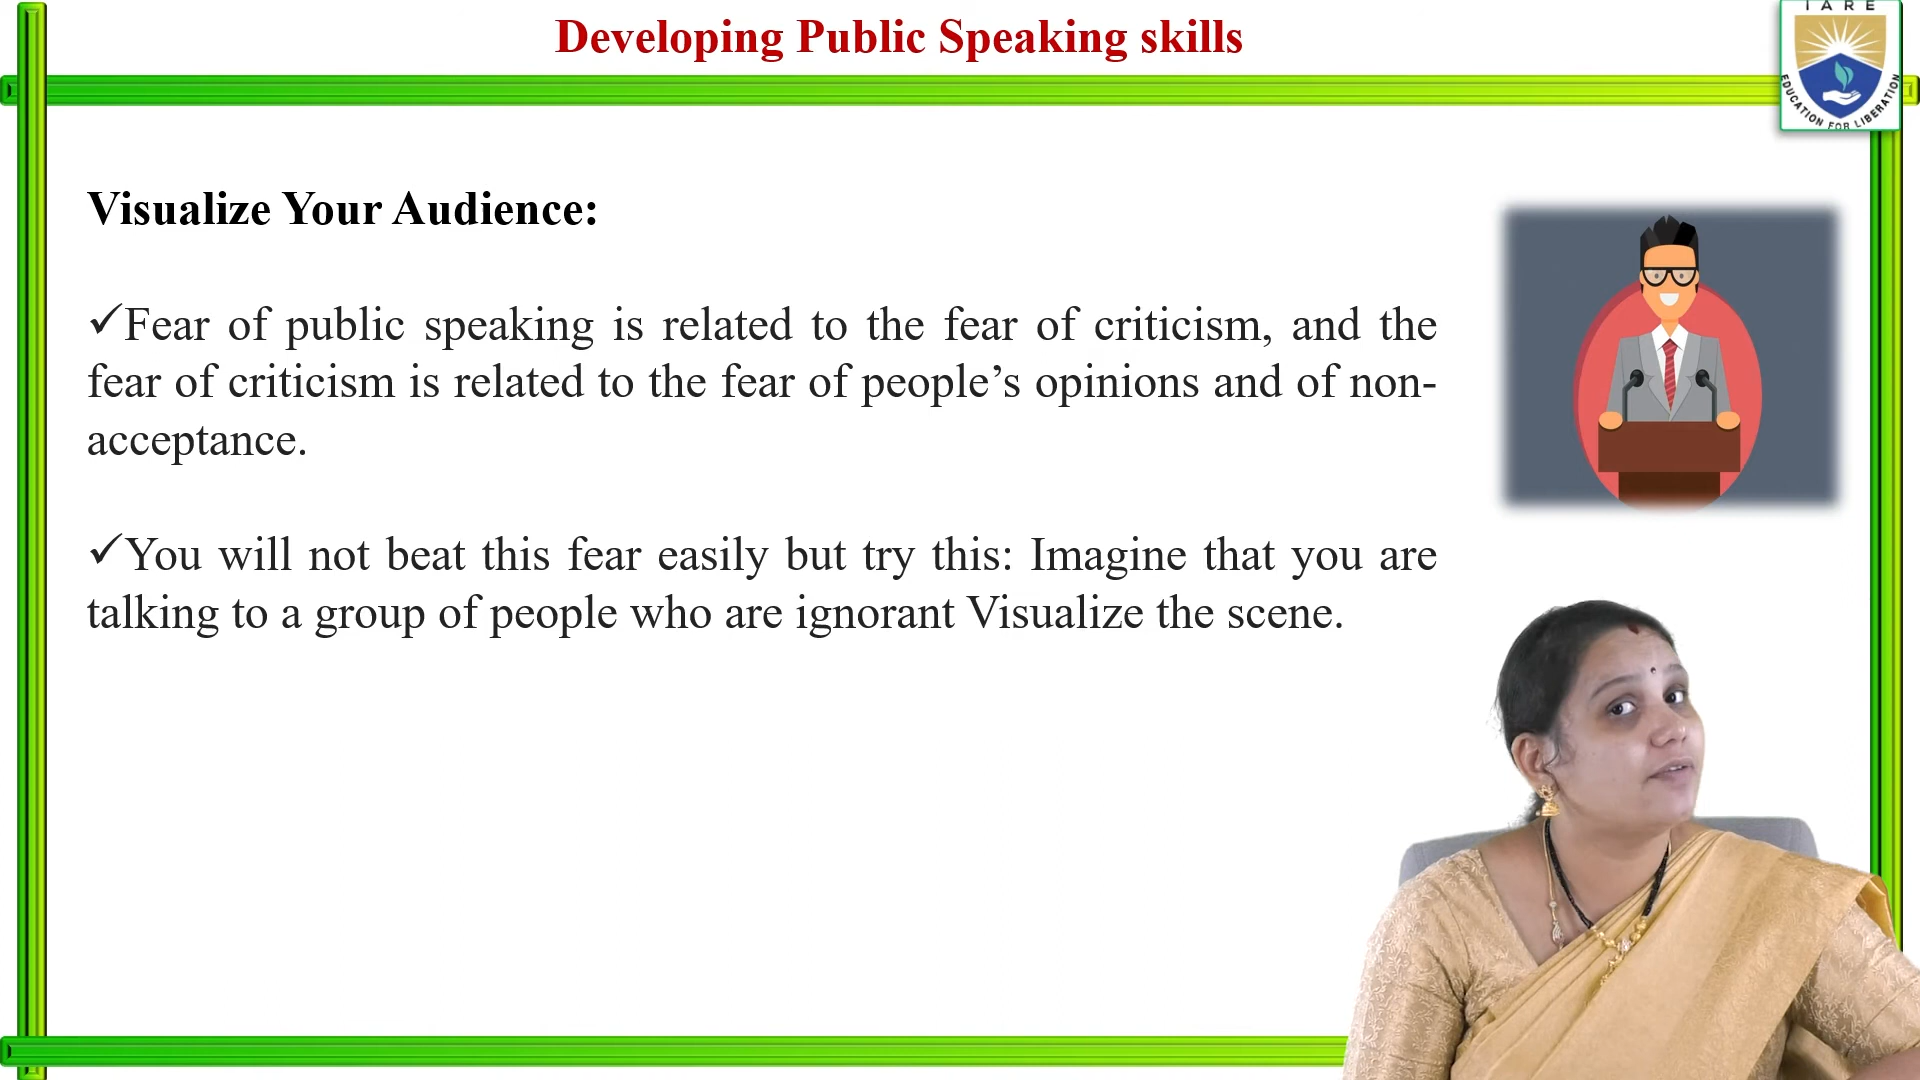 Developing Public Speaking skills
IARE
EDUCATION FOR LIBERATION
Visualize Your Audience:
✓Fear of public speaking is related to the fear of criticism, and the
fear of criticism is related to the fear of people’s opinions and of non-
acceptance.
✓You will not beat this fear easily but try this: Imagine that you are
talking to a group of people who are ignorant Visualize the scene.